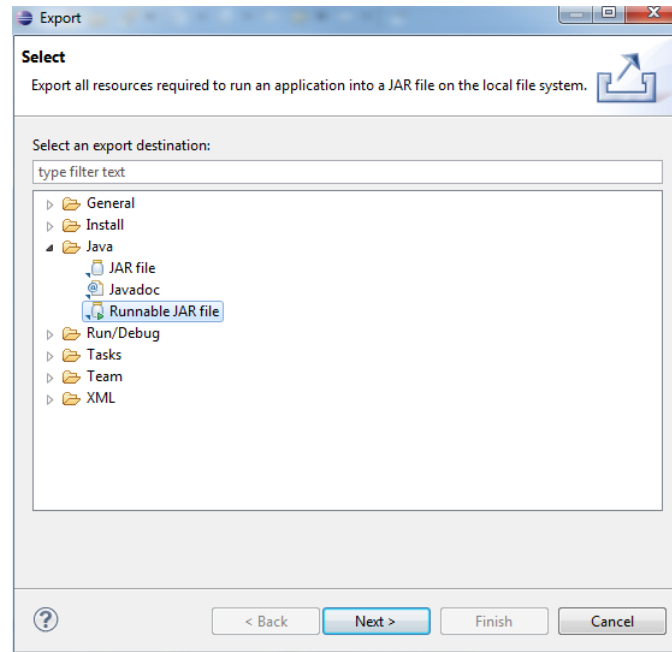 Export
Select
Export all resources required to run an application into a JAR file on the local file system.
Select an export destination:
type filter text
General
Install
Java
JAR file
Javadoc
Runnable JAR file
Run/Debug
Tasks
Team
XML
< Back Next > Finish Cancel